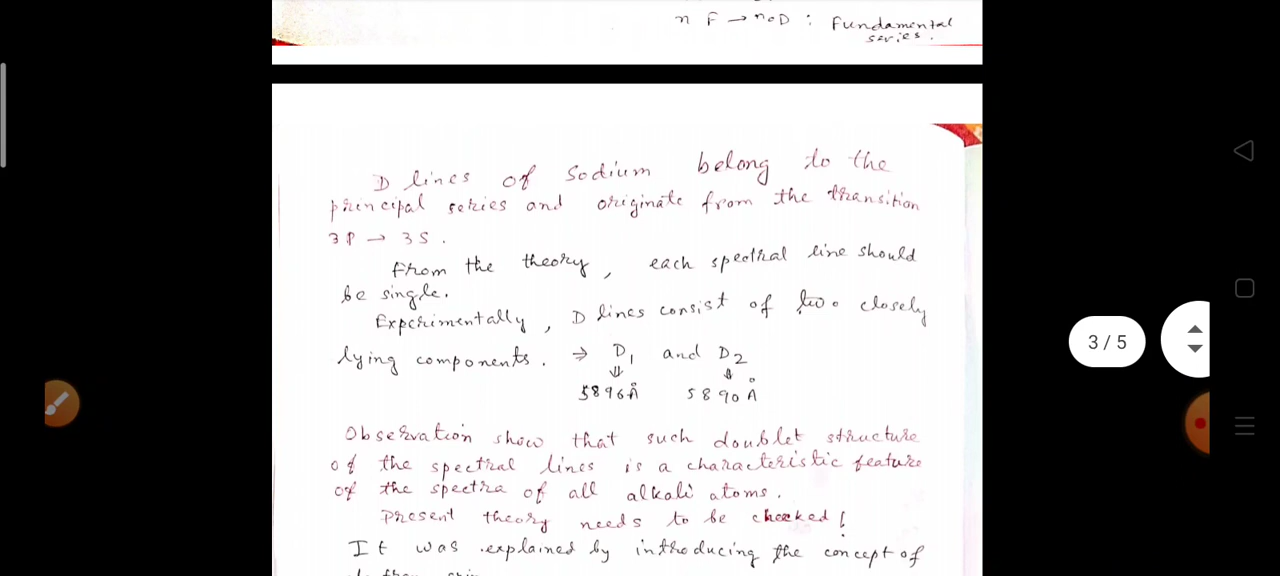 n F → n₀D : Fundamental
series.
D lines of Sodium belong to the
principal series and originate from the transition
3P → 3S.
From the theory, each spectral line should
be single.
Experimentally, D lines consist of two closely
lying components. ⇒ D₁ and D₂
⇓ ⇓
5896Å 5890Å
Observation show that such doublet structure
of the spectral lines is a characteristic feature
of the spectra of all alkali atoms.
Present theory needs to be checked!
It was explained by introducing the concept of
3 / 5